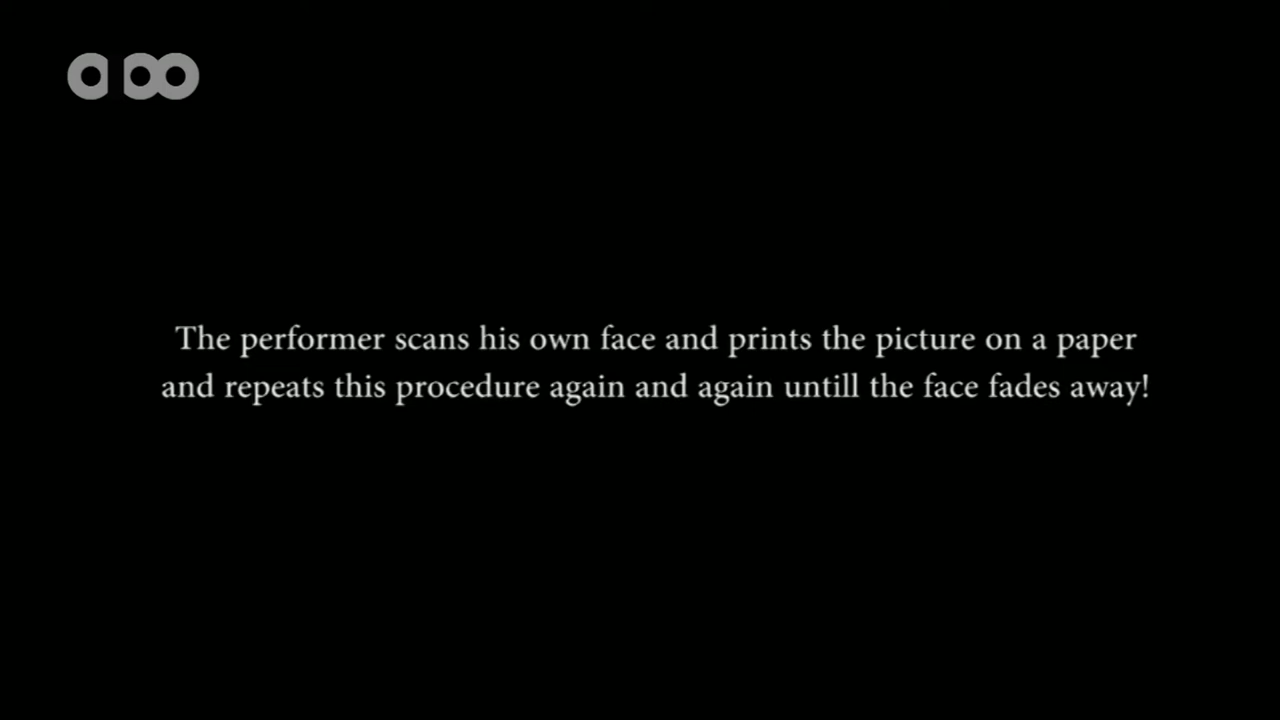 The performer scans his own face and prints the picture on a paper
and repeats this procedure again and again untill the face fades away!